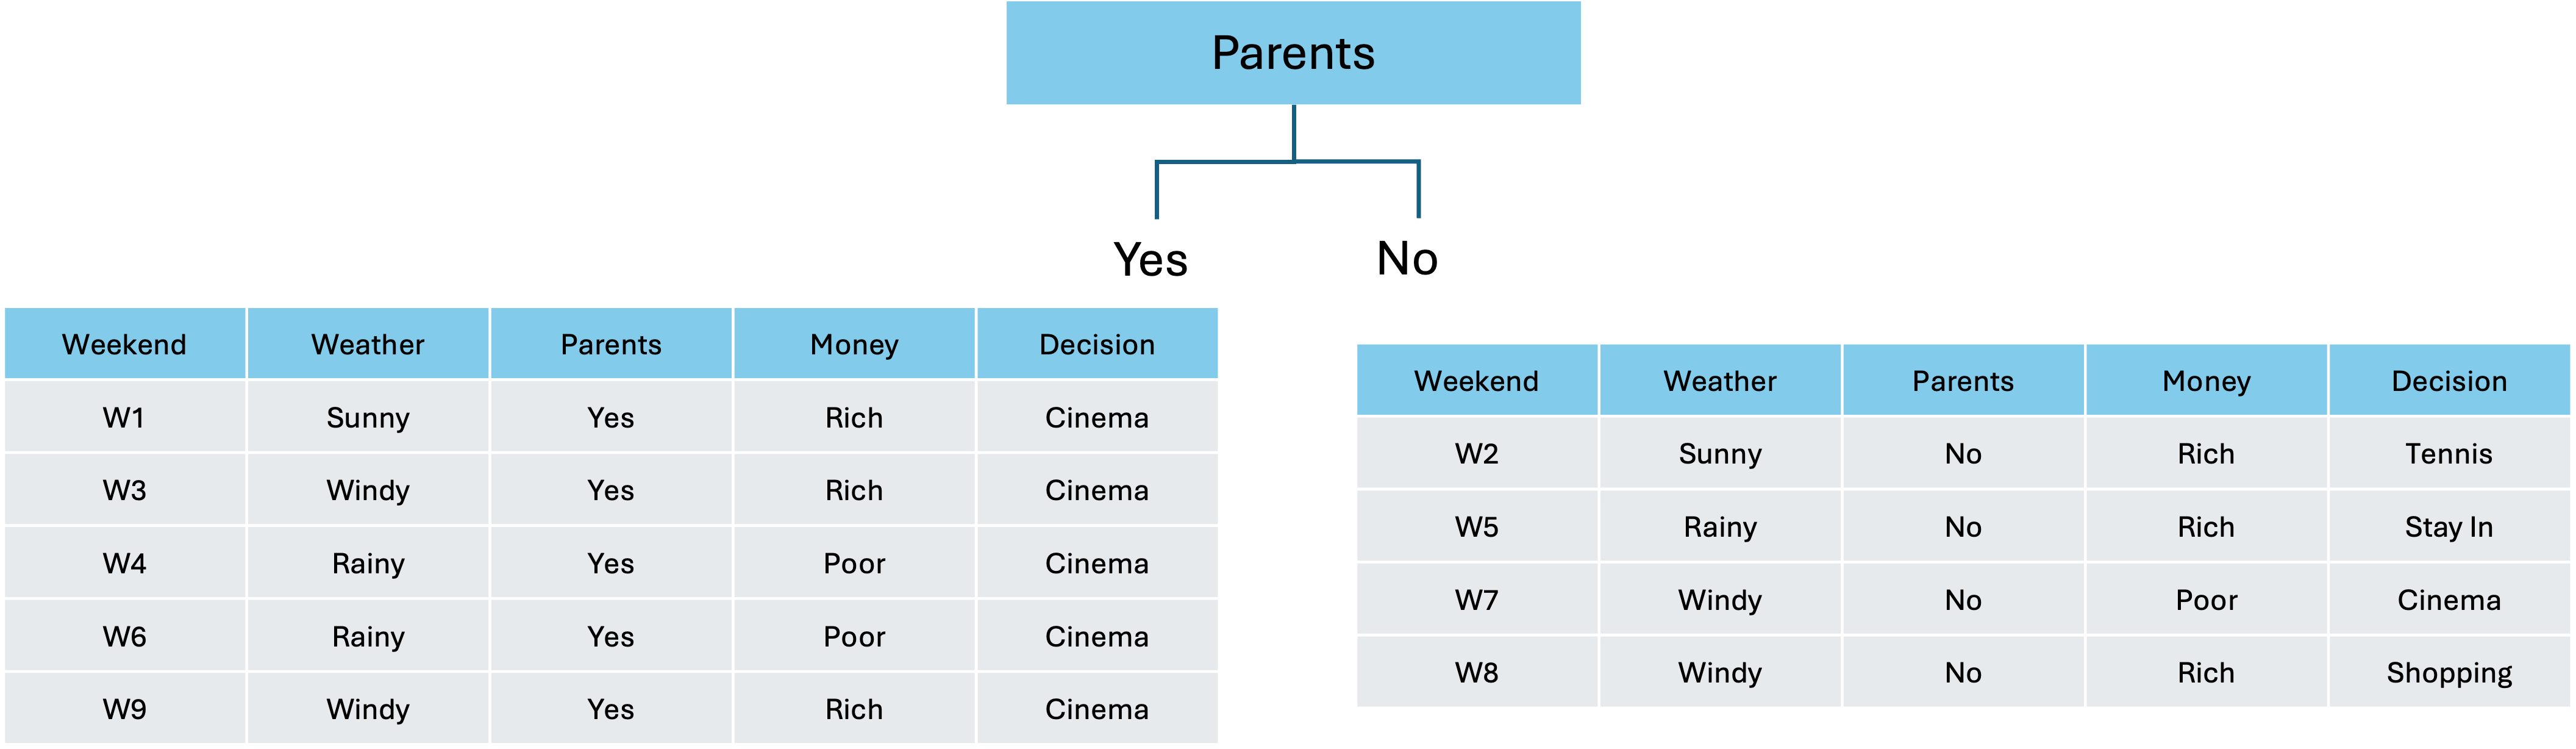 Parents
Yes No
Weekend Weather Parents Money Decision
W1 Sunny Yes Rich Cinema
W3 Windy Yes Rich Cinema
W4 Rainy Yes Poor Cinema
W6 Rainy Yes Poor Cinema
W9 Windy Yes Rich Cinema
Weekend Weather Parents Money Decision
W2 Sunny No Rich Tennis
W5 Rainy No Rich Stay In
W7 Windy No Poor Cinema
W8 Windy No Rich Shopping